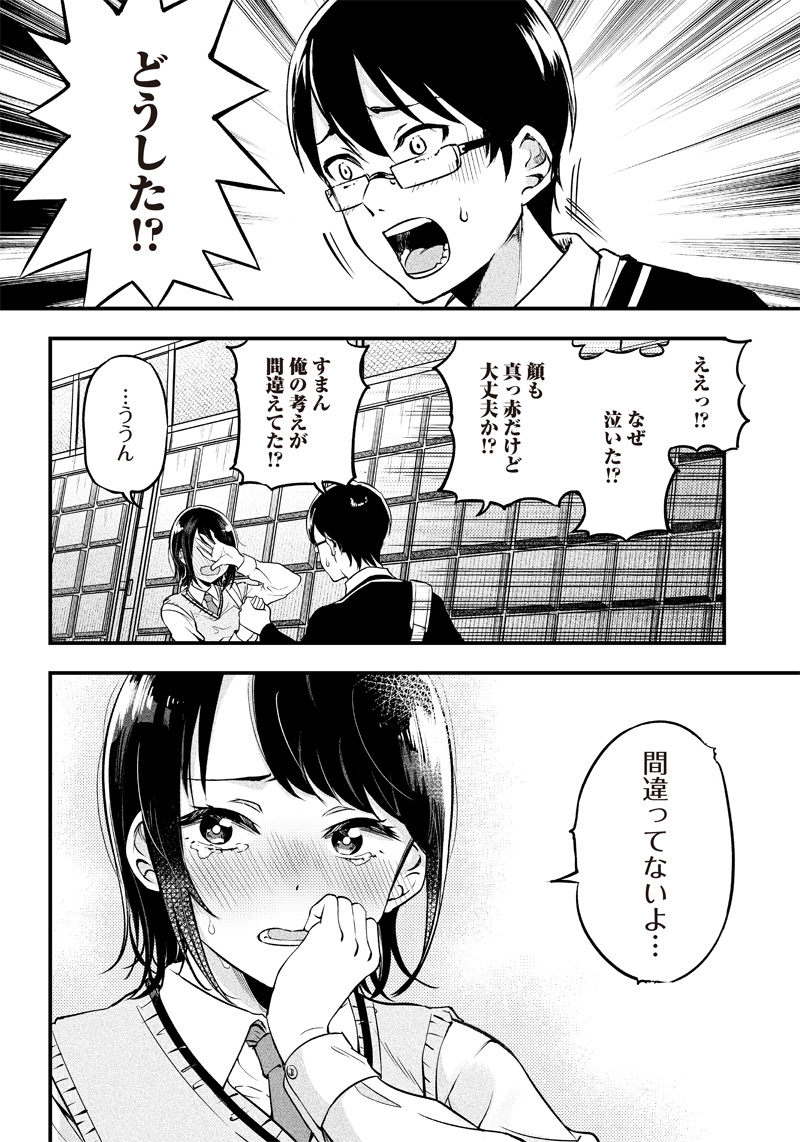 どうした!?
ええっ!?
なぜ
泣いた!?
顔も
真っ赤だけど
大丈夫か!?
すまん
俺の考えが
間違えてた!?
…ううん
間違ってないよ…